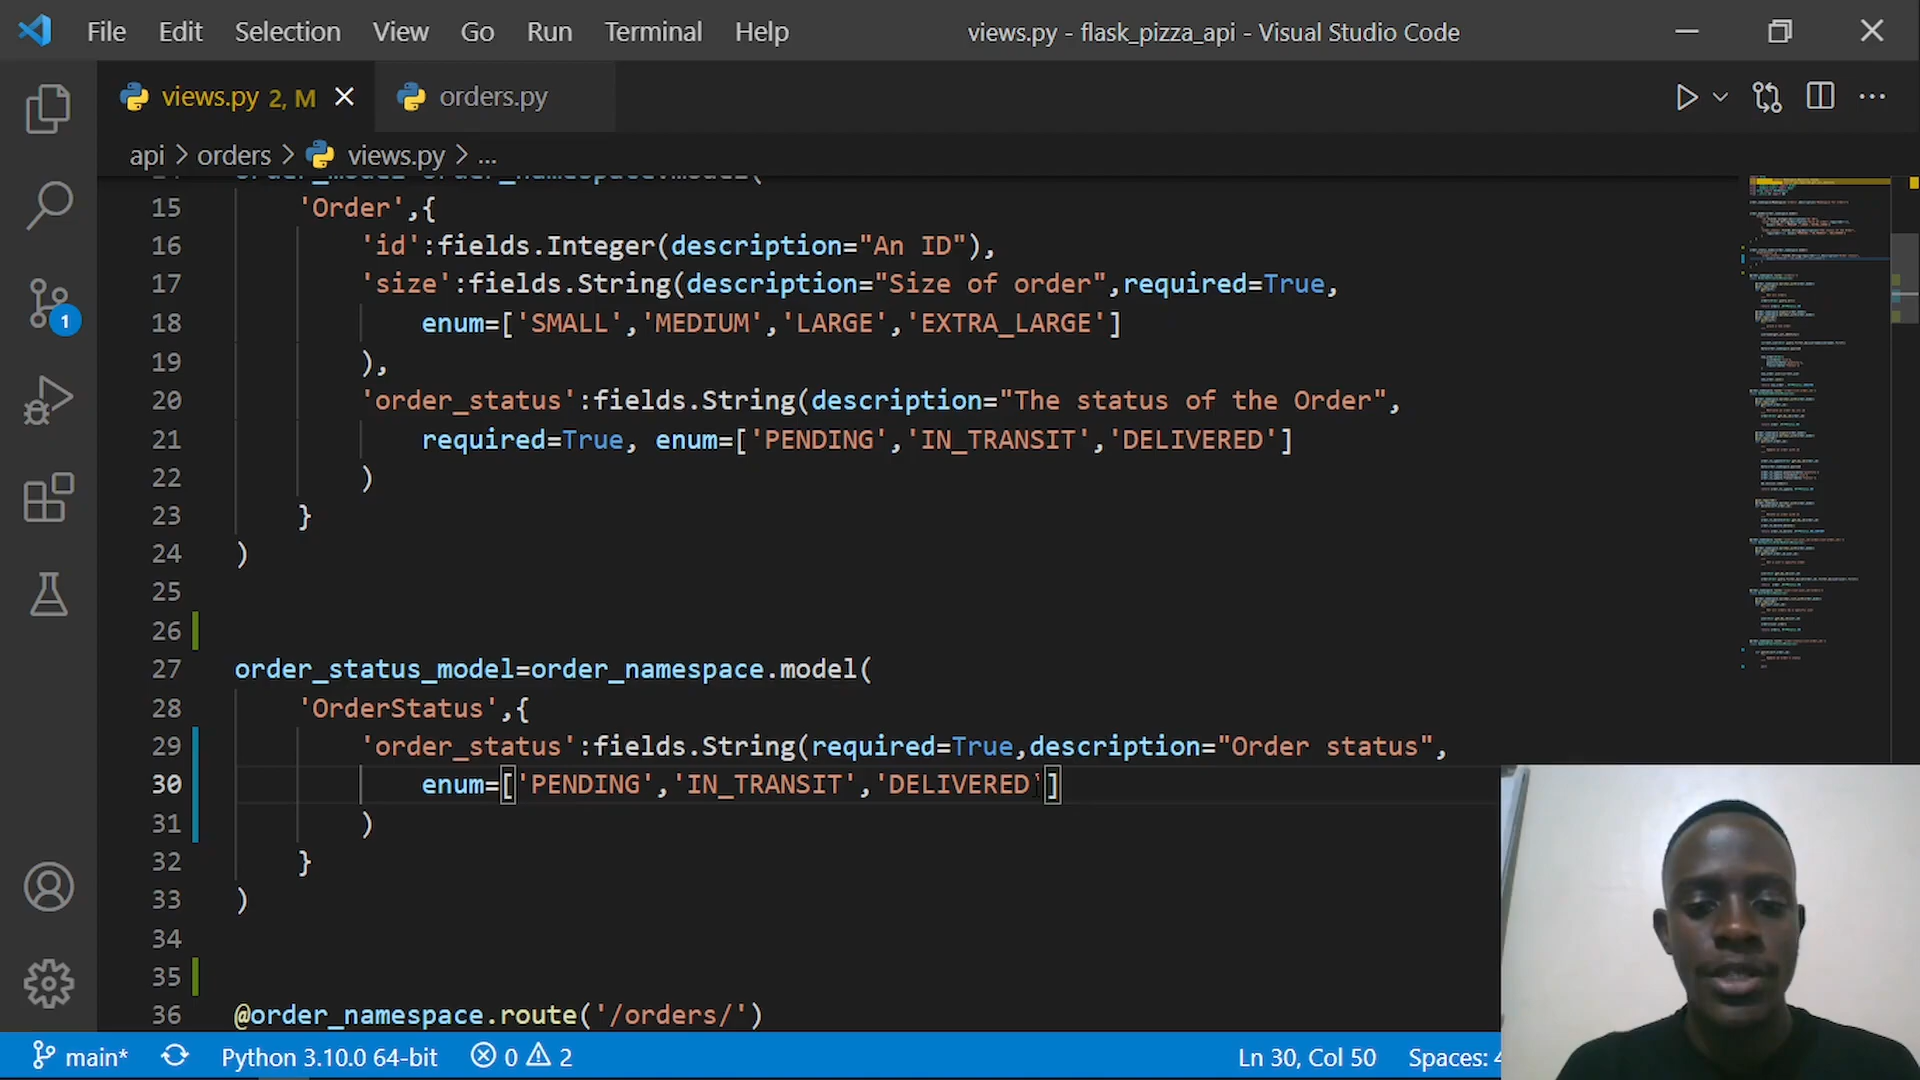 File Edit Selection View Go Run Terminal Help views.py - flask_pizza_api - Visual Studio Code
views.py 2, M orders.py
api > orders > views.py > ...
15 'Order',{
16 'id':fields.Integer(description="An ID"),
17 'size':fields.String(description="Size of order",required=True,
18 enum=['SMALL','MEDIUM','LARGE','EXTRA_LARGE']
19 ),
20 'order_status':fields.String(description="The status of the Order",
21 required=True, enum=['PENDING','IN_TRANSIT','DELIVERED']
22 )
23 }
24 )
25
26
27 order_status_model=order_namespace.model(
28 'OrderStatus',{
29 'order_status':fields.String(required=True,description="Order status",
30 enum=['PENDING','IN_TRANSIT','DELIVERED']
31 )
32 }
33 )
34
35
36 @order_namespace.route('/orders/')
1
main* Python 3.10.0 64-bit 0 2 Ln 30, Col 50 Spaces: